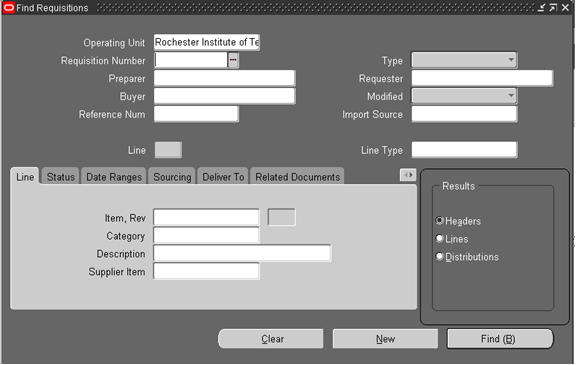 Find Requisitions
Operating Unit Rochester Institute of Te
Requisition Number ...
Type
Preparer
Requester
Buyer
Modified
Reference Num
Import Source
Line
Line Type
Line Status Date Ranges Sourcing Deliver To Related Documents
Results
Item, Rev
Headers
Category
Lines
Description
Distributions
Supplier Item
Clear New Find (B)